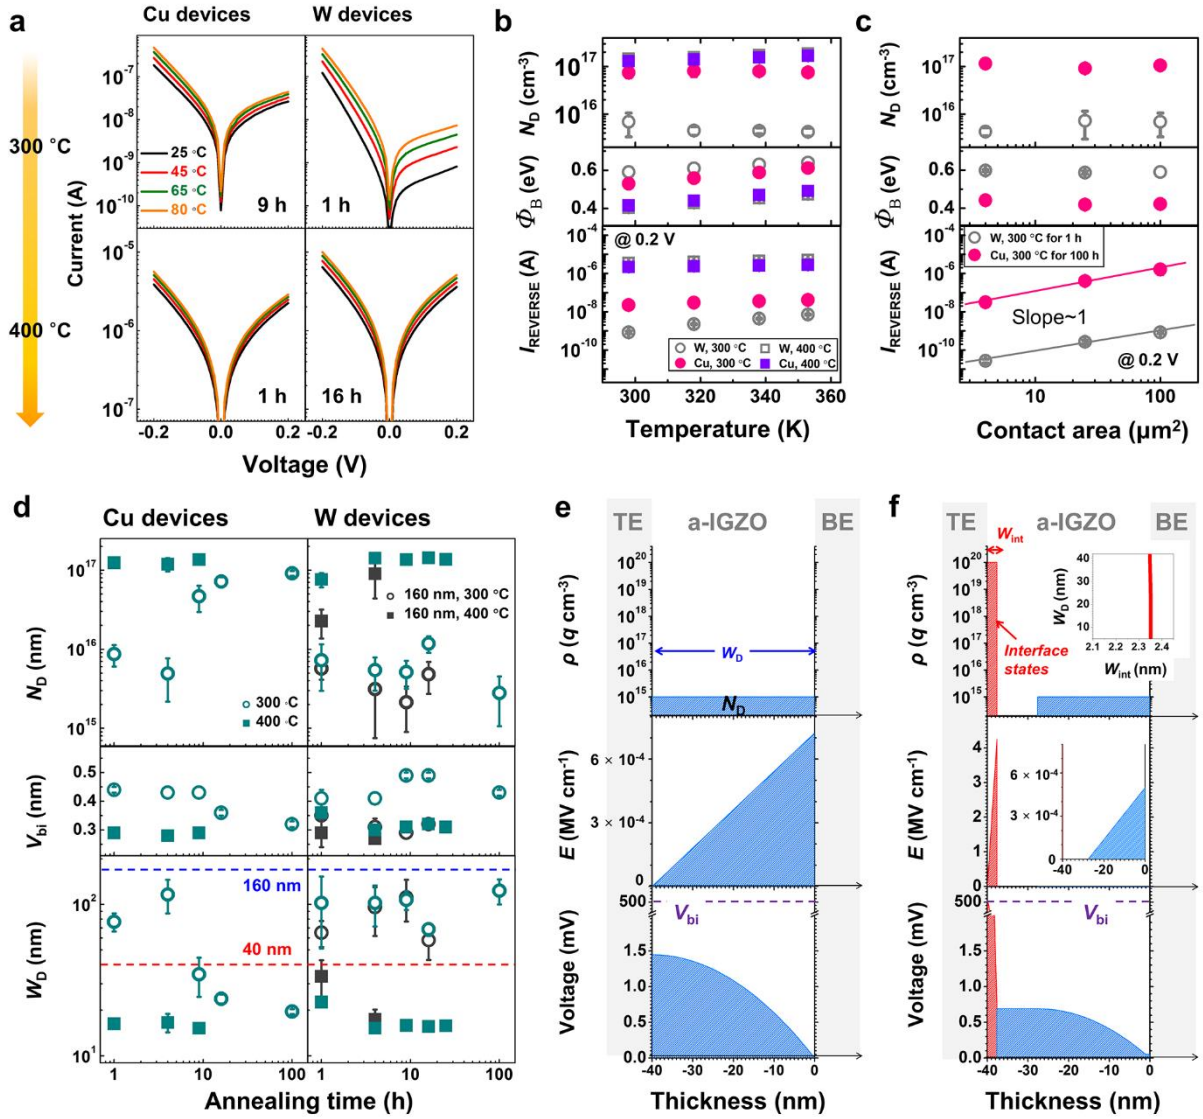 a
Cu devices
W devices
300 °C
400 °C
Current (A)
10⁻⁷
10⁻⁸
10⁻⁹
10⁻¹⁰
25 °C
45 °C
65 °C
80 °C
9 h
1 h
10⁻⁵
10⁻⁶
10⁻⁷
1 h
16 h
-0.2 0.0 0.2 -0.2 0.0 0.2
Voltage (V)
b
N_D (cm⁻³)
10¹⁷
10¹⁶
Φ_B (eV)
0.6
0.4
I_REVERSE (A)
10⁻⁴
10⁻⁶
10⁻⁸
10⁻¹⁰
@ 0.2 V
W, 300 °C
W, 400 °C
Cu, 300 °C
Cu, 400 °C
300 320 340 360
Temperature (K)
c
N_D (cm⁻³)
10¹⁷
10¹⁶
Φ_B (eV)
0.6
0.4
I_REVERSE (A)
10⁻⁴
10⁻⁶
10⁻⁸
10⁻¹⁰
W, 300 °C for 1 h
Cu, 300 °C for 100 h
Slope~1
@ 0.2 V
10 100
Contact area (µm²)
d
Cu devices
W devices
N_D (nm)
10¹⁷
10¹⁶
10¹⁵
300 °C
400 °C
160 nm, 300 °C
160 nm, 400 °C
V_bi (nm)
0.5
0.4
0.3
W_D (nm)
10²
10¹
160 nm
40 nm
1 10 100 1 10 100
Annealing time (h)
e
TE
a-IGZO
BE
ρ (q cm⁻³)
10²⁰
10¹⁹
10¹⁸
10¹⁷
10¹⁶
10¹⁵
W_D
N_D
E (MV cm⁻¹)
6 × 10⁻⁴
3 × 10⁻⁴
0
Voltage (mV)
500
1.5
1.0
0.5
0.0
V_bi
-40 -30 -20 -10 0
Thickness (nm)
f
TE
a-IGZO
BE
W_int
ρ (q cm⁻³)
10²⁰
10¹⁹
10¹⁸
10¹⁷
10¹⁶
10¹⁵
Interface
states
W_D (nm)
40
30
20
10
2.1 2.2 2.3 2.4
W_int (nm)
E (MV cm⁻¹)
4
3
2
1
0
6 × 10⁻⁴
3 × 10⁻⁴
0
-40 -20 0
Voltage (mV)
500
1.5
1.0
0.5
0.0
V_bi
-40 -30 -20 -10 0
Thickness (nm)